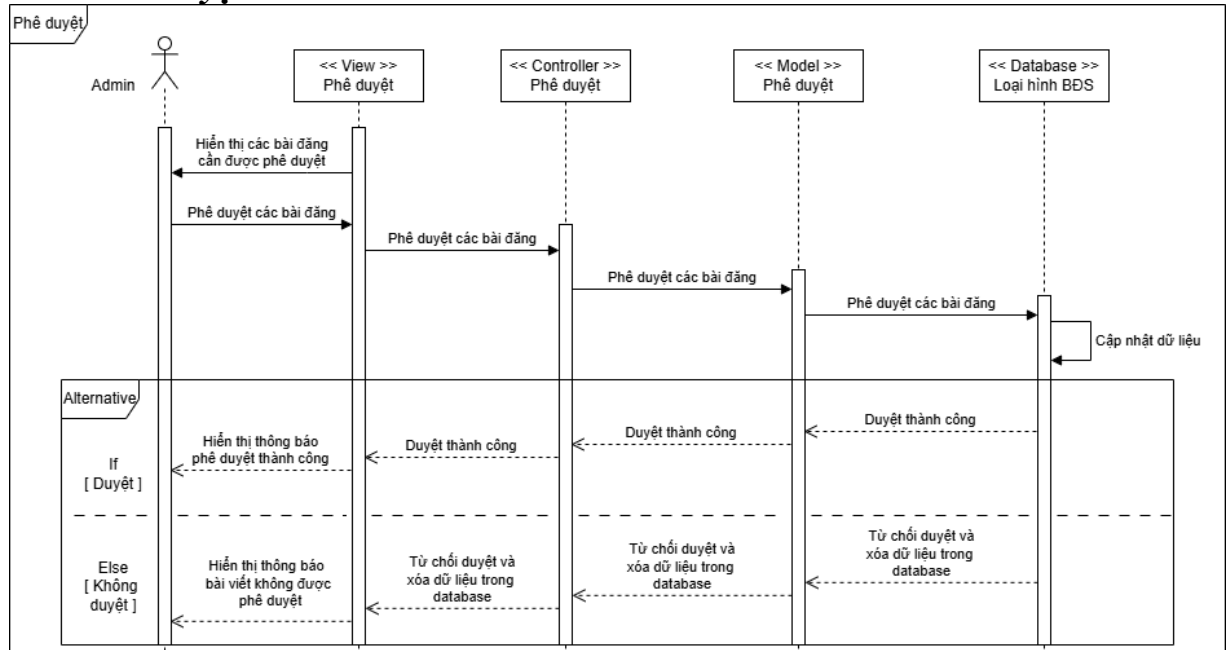 Phê duyệt
Admin
<< View >>
Phê duyệt
<< Controller >>
Phê duyệt
<< Model >>
Phê duyệt
<< Database >>
Loại hình BĐS
Hiển thị các bài đăng
cần được phê duyệt
Phê duyệt các bài đăng
Phê duyệt các bài đăng
Phê duyệt các bài đăng
Phê duyệt các bài đăng
Cập nhật dữ liệu
Alternative
If
[ Duyệt ]
Duyệt thành công
Duyệt thành công
Duyệt thành công
Hiển thị thông báo
phê duyệt thành công
Else
[ Không
duyệt ]
Từ chối duyệt và
xóa dữ liệu trong
database
Từ chối duyệt và
xóa dữ liệu trong
database
Từ chối duyệt và
xóa dữ liệu trong
database
Hiển thị thông báo
bài viết không được
phê duyệt